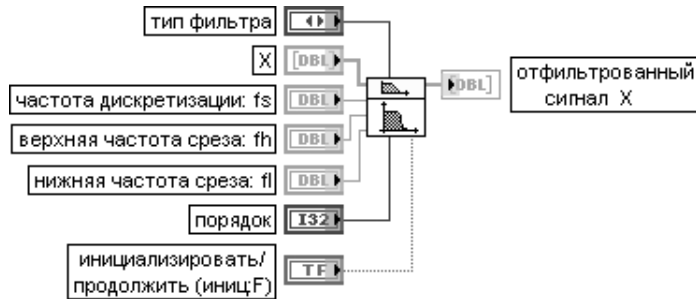 тип фильтра
X
[DBL]
DBL]
отфильтрованный
сигнал X
частота дискретизации: fs
DBL
верхняя частота среза: fh
DBL
нижняя частота среза: fl
DBL
порядок
I32
инициализировать/
продолжить (иниц:F)
TF